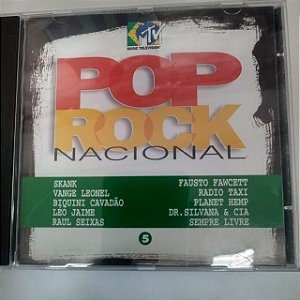 MTV
MUSIC TELEVISION
POP
ROCK
NACIONAL
SKANK FAUSTO FAWCETT
VANGE LEONEL RADIO TAXI
BIQUINI CAVADÃO PLANET HEMP
LEO JAIME DR. SILVANA & CIA
RAUL SEIXAS SEMPRE LIVRE
5